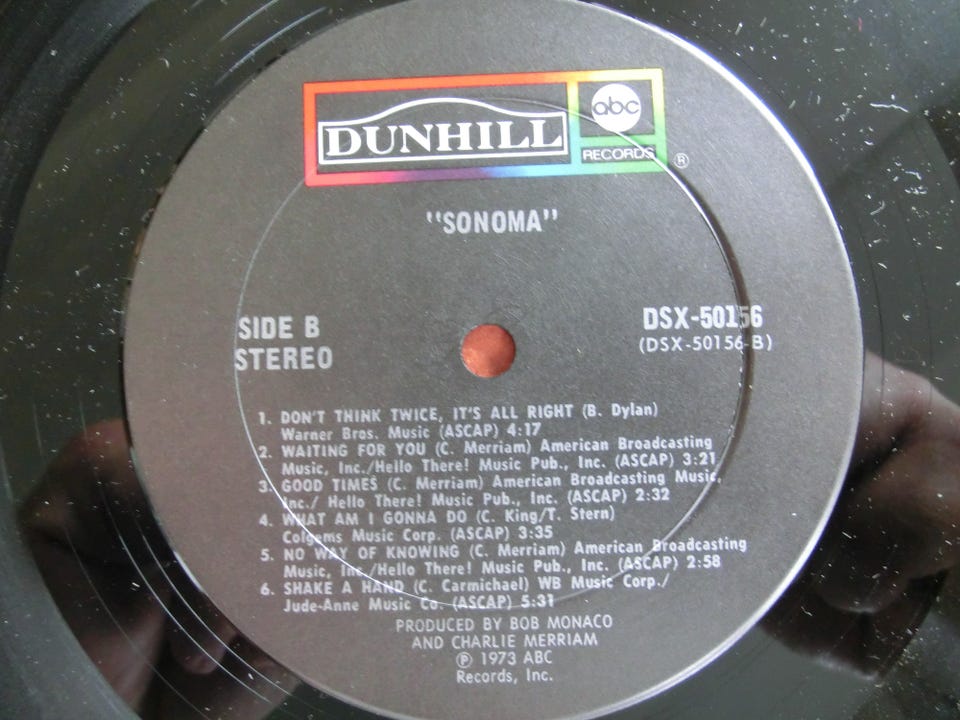 DUNHILL
abc
RECORDS ®
"SONOMA"
SIDE B
STEREO
DSX-50156
(DSX-50156-B)
1. DON'T THINK TWICE, IT'S ALL RIGHT (B. Dylan)
Warner Bros. Music (ASCAP) 4:17
2. WAITING FOR YOU (C. Merriam) American Broadcasting
Music, Inc./Hello There! Music Pub., Inc. (ASCAP) 3:21
3. GOOD TIMES (C. Merriam) American Broadcasting Music,
Inc./ Hello There! Music Pub., Inc. (ASCAP) 2:32
4. WHAT AM I GONNA DO (C. King/T. Stern)
Colgems Music Corp. (ASCAP) 3:35
5. NO WAY OF KNOWING (C. Merriam) American Broadcasting
Music, Inc./Hello There! Music Pub., Inc. (ASCAP) 2:58
6. SHAKE A HAND (C. Carmichael) WB Music Corp./
Jude-Anne Music Co. (ASCAP) 5:31
PRODUCED BY BOB MONACO
AND CHARLIE MERRIAM
℗ 1973 ABC
Records, Inc.